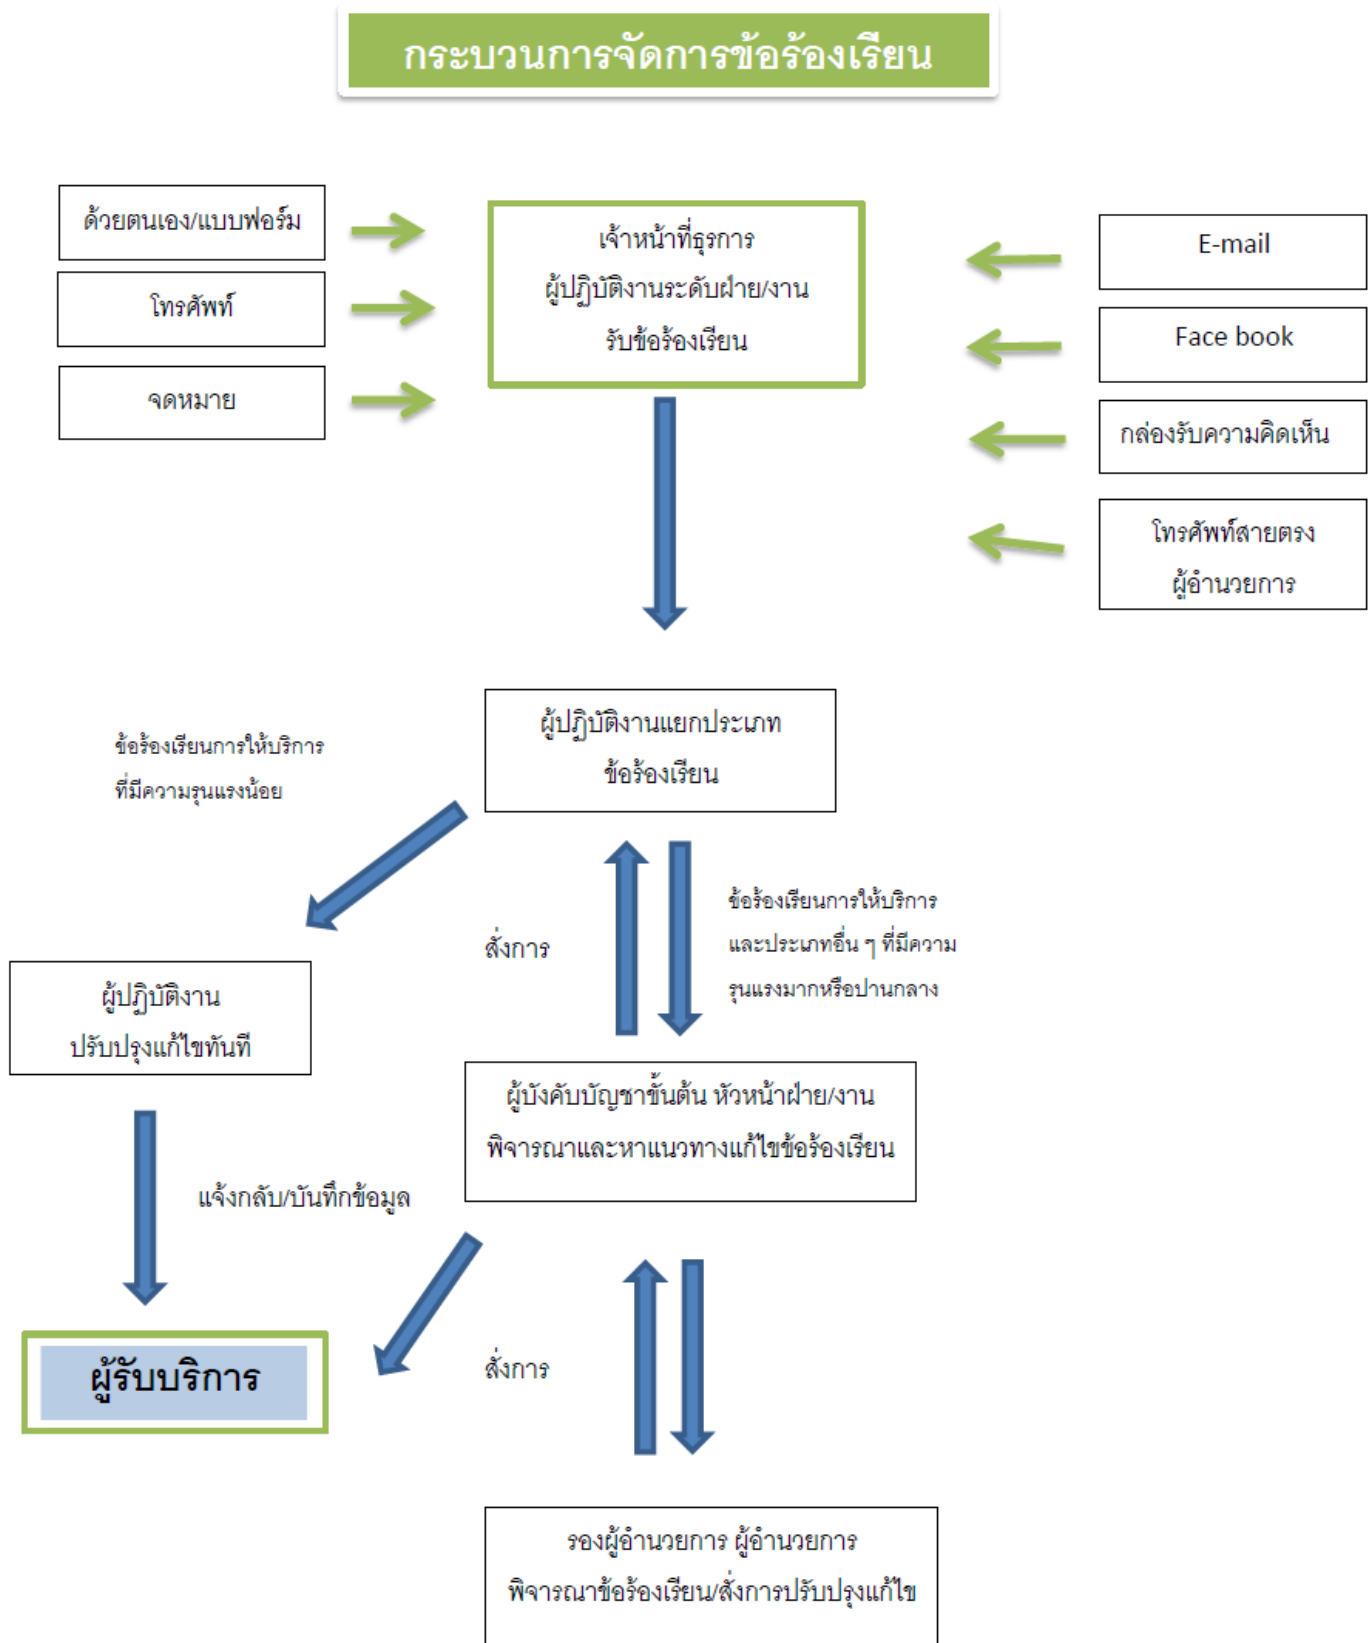 กระบวนการจัดการข้อร้องเรียน
ด้วยตนเอง/แบบฟอร์ม
โทรศัพท์
จดหมาย
เจ้าหน้าที่ธุรการ
ผู้ปฏิบัติงานระดับฝ่าย/งาน
รับข้อร้องเรียน
E-mail
Face book
กล่องรับความคิดเห็น
โทรศัพท์สายตรง
ผู้อำนวยการ
ผู้ปฏิบัติงานแยกประเภท
ข้อร้องเรียน
ข้อร้องเรียนการให้บริการ
ที่มีความรุนแรงน้อย
สั่งการ
ข้อร้องเรียนการให้บริการ
และประเภทอื่น ๆ ที่มีความ
รุนแรงมากหรือปานกลาง
ผู้ปฏิบัติงาน
ปรับปรุงแก้ไขทันที
ผู้บังคับบัญชาขั้นต้น หัวหน้าฝ่าย/งาน
พิจารณาและหาแนวทางแก้ไขข้อร้องเรียน
แจ้งกลับ/บันทึกข้อมูล
ผู้รับบริการ
สั่งการ
รองผู้อำนวยการ ผู้อำนวยการ
พิจารณาข้อร้องเรียน/สั่งการปรับปรุงแก้ไข